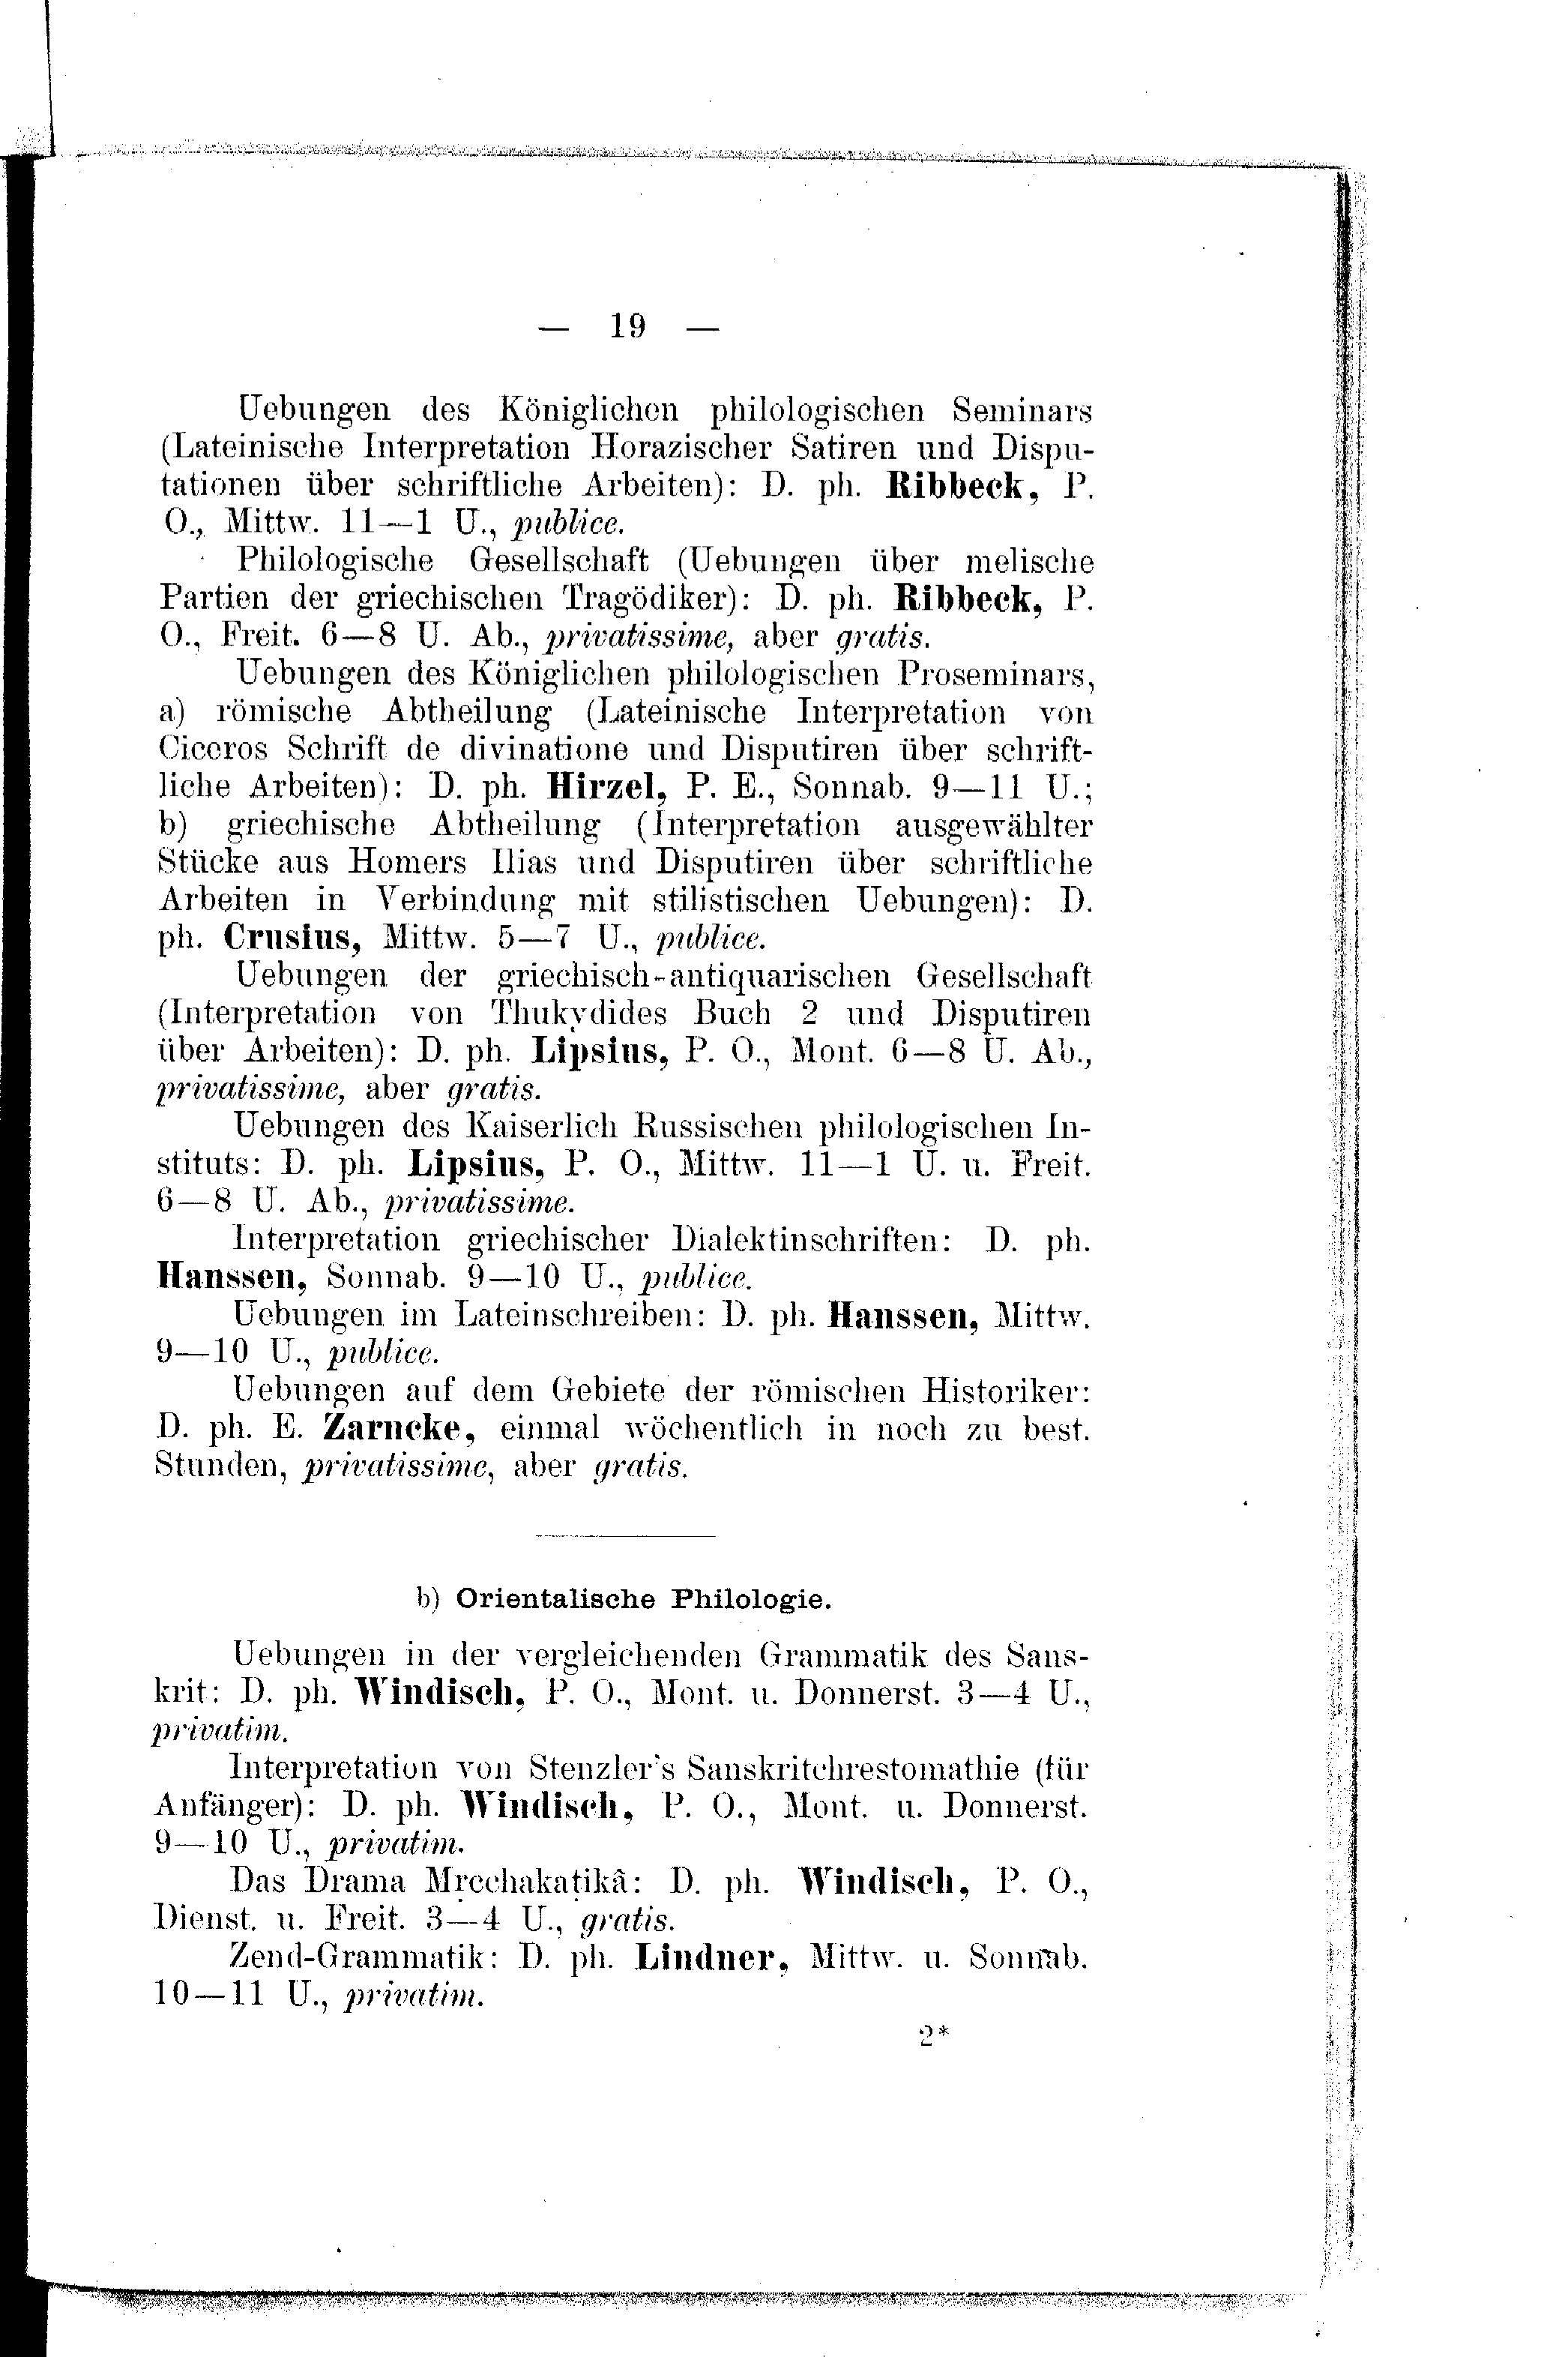 — 19 —
Uebungen des Königlichen philologischen Seminars
(Lateinische Interpretation Horazischer Satiren und Dispu-
tationen über schriftliche Arbeiten): D. ph. Ribbeck, P.
O., Mittw. 11—1 U., publice.
Philologische Gesellschaft (Uebungen über melische
Partien der griechischen Tragödiker): D. ph. Ribbeck, P.
O., Freit. 6—8 U. Ab., privatissime, aber gratis.
Uebungen des Königlichen philologischen Proseminars,
a) römische Abtheilung (Lateinische Interpretation von
Ciceros Schrift de divinatione und Disputiren über schrift-
liche Arbeiten): D. ph. Hirzel, P. E., Sonnab. 9—11 U.;
b) griechische Abtheilung (Interpretation ausgewählter
Stücke aus Homers Ilias und Disputiren über schriftliche
Arbeiten in Verbindung mit stilistischen Uebungen): D.
ph. Crusius, Mittw. 5—7 U., publice.
Uebungen der griechisch-antiquarischen Gesellschaft
(Interpretation von Thukydides Buch 2 und Disputiren
über Arbeiten): D. ph. Lipsius, P. O., Mont. 6—8 U. Ab.,
privatissime, aber gratis.
Uebungen des Kaiserlich Russischen philologischen In-
stituts: D. ph. Lipsius, P. O., Mittw. 11—1 U. u. Freit.
6—8 U. Ab., privatissime.
Interpretation griechischer Dialektinschriften: D. ph.
Hanssen, Sonnab. 9—10 U., publice.
Uebungen im Lateinschreiben: D. ph. Hanssen, Mittw.
9—10 U., publice.
Uebungen auf dem Gebiete der römischen Historiker:
D. ph. E. Zarncke, einmal wöchentlich in noch zu best.
Stunden, privatissime, aber gratis.
b) Orientalische Philologie.
Uebungen in der vergleichenden Grammatik des Sans-
krit: D. ph. Windisch, P. O., Mont. u. Donnerst. 3—4 U.,
privatim.
Interpretation von Stenzler's Sanskritchrestomathie (für
Anfänger): D. ph. Windisch, P. O., Mont. u. Donnerst.
9—10 U., privatim.
Das Drama Mṛcchakaṭikâ: D. ph. Windisch, P. O.,
Dienst. u. Freit. 3—4 U., gratis.
Zend-Grammatik: D. ph. Lindner, Mittw. u. Sonnab.
10—11 U., privatim.
2*